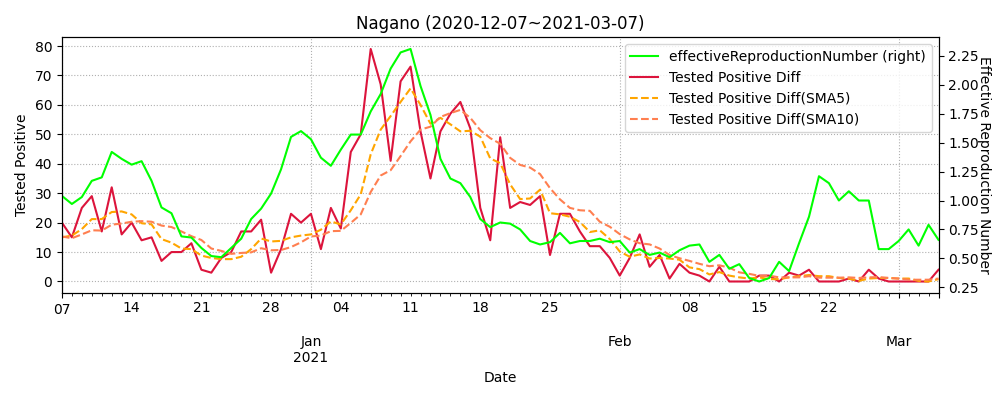 Nagano (2020-12-07~2021-03-07)
effectiveReproductionNumber (right)
Tested Positive Diff
Tested Positive Diff(SMA5)
Tested Positive Diff(SMA10)
Tested Positive
80
70
60
50
40
30
20
10
0
2.25
2.00
1.75
1.50
1.25
1.00
0.75
0.50
0.25
Effective Reproduction Number
07 14 21 28 04 11 18 25 08 15 22
Jan Feb Mar
2021
Date